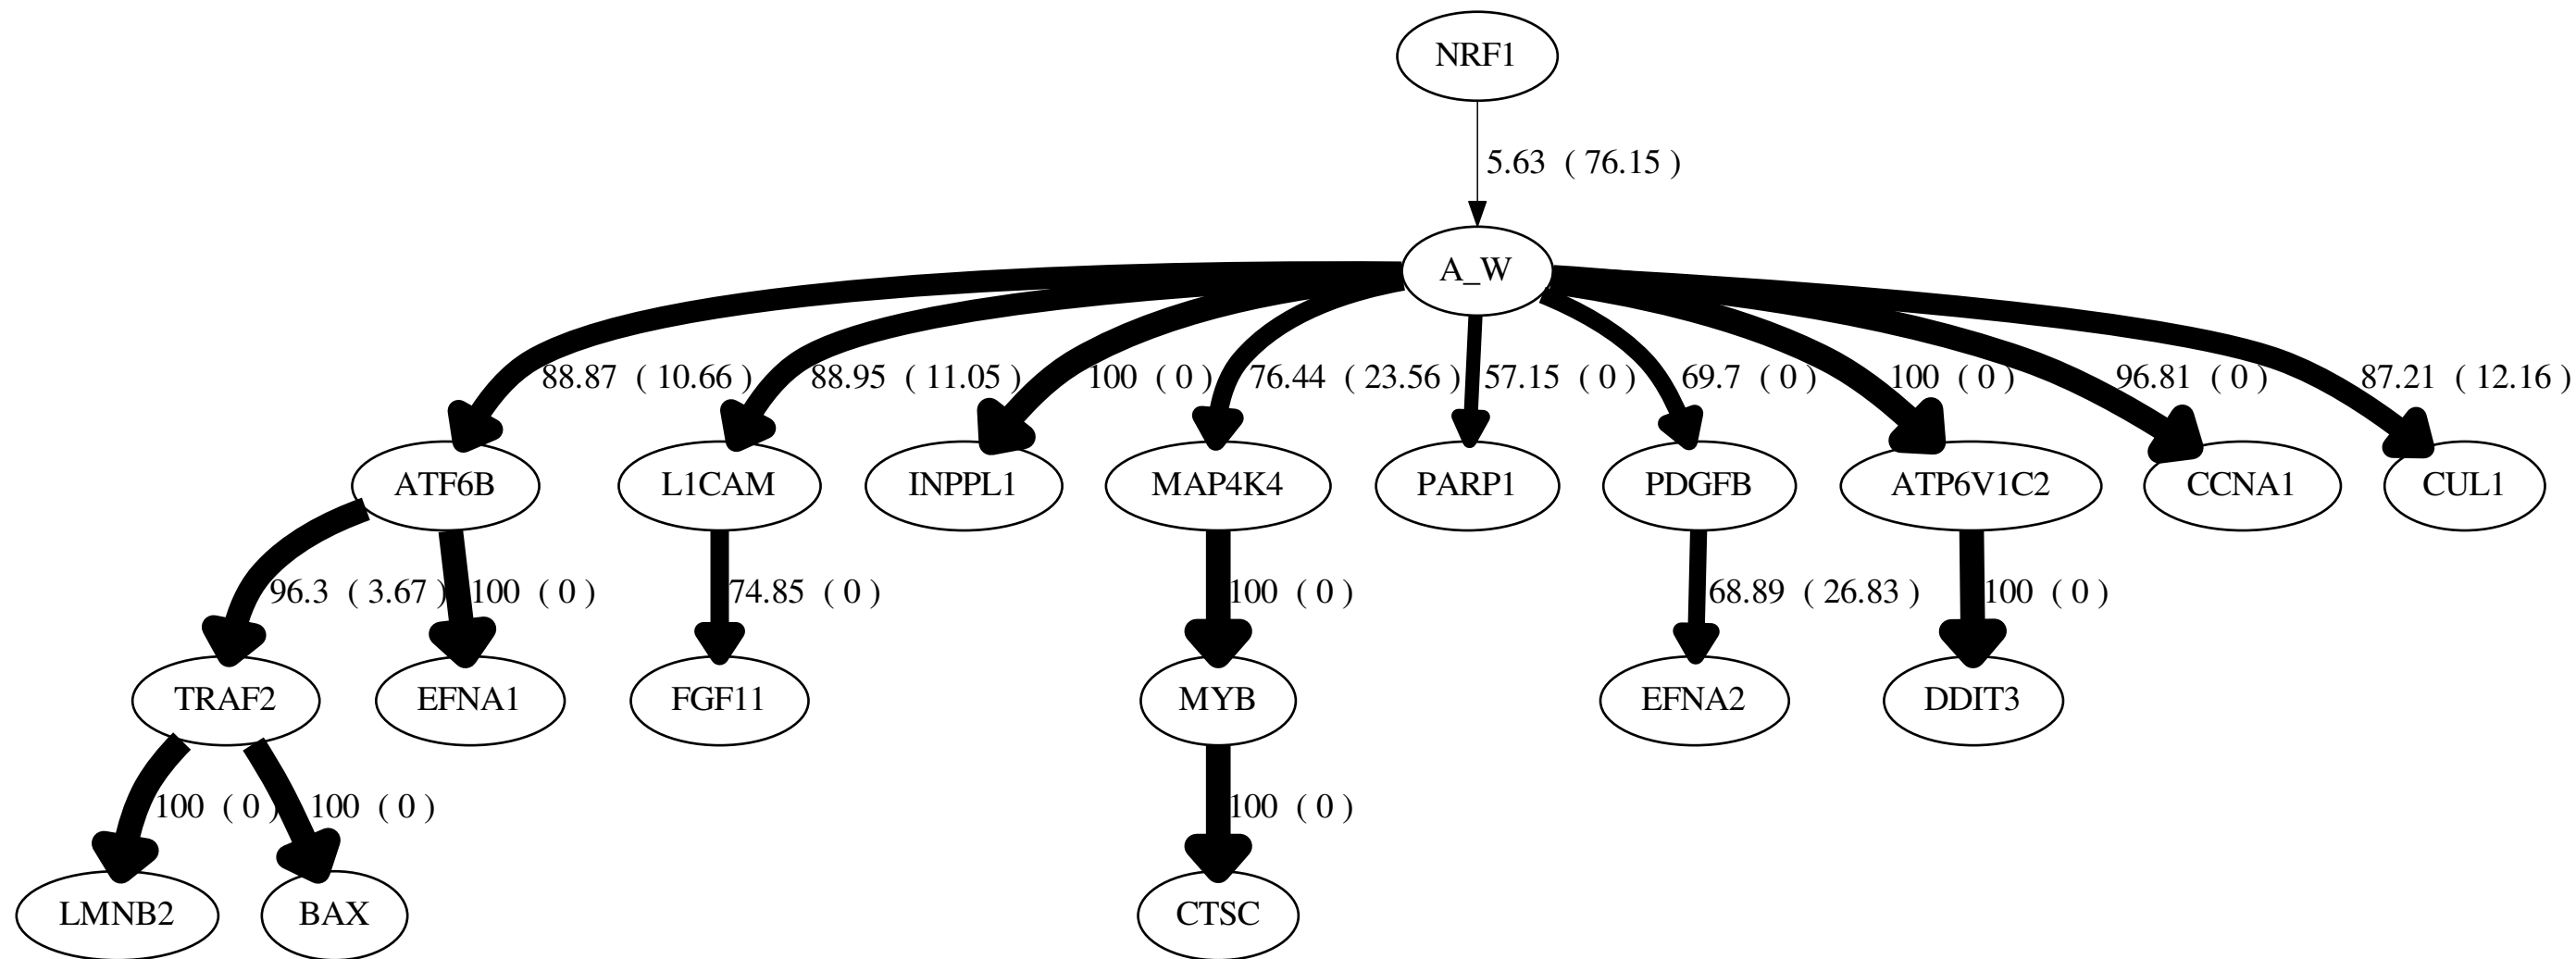 NRF1
5.63 ( 76.15 )
A_W
88.87 ( 10.66 ) 88.95 ( 11.05 ) 100 ( 0 ) 76.44 ( 23.56 ) 57.15 ( 0 ) 69.7 ( 0 ) 100 ( 0 ) 96.81 ( 0 ) 87.21 ( 12.16 )
ATF6B L1CAM INPPL1 MAP4K4 PARP1 PDGFB ATP6V1C2 CCNA1 CUL1
96.3 ( 3.67 ) 100 ( 0 ) 74.85 ( 0 ) 100 ( 0 ) 68.89 ( 26.83 ) 100 ( 0 )
TRAF2 EFNA1 FGF11 MYB EFNA2 DDIT3
100 ( 0 ) 100 ( 0 ) 100 ( 0 )
LMNB2 BAX CTSC